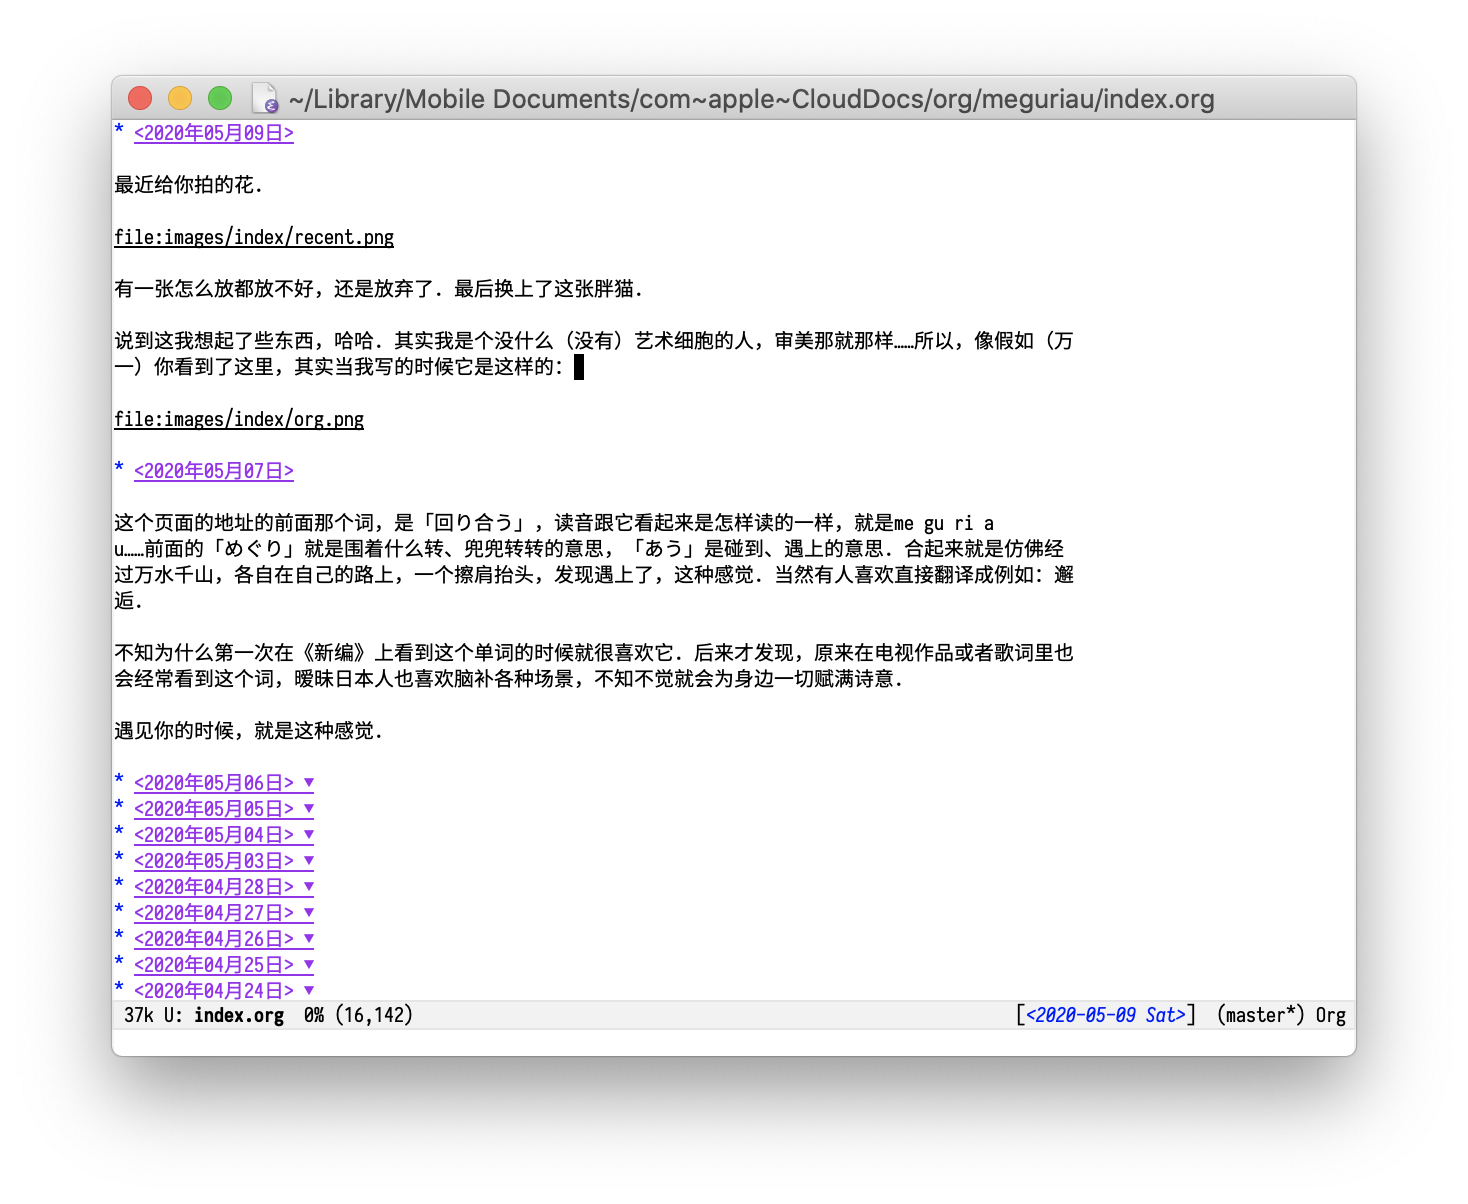 ~/Library/Mobile Documents/com~apple~CloudDocs/org/meguriau/index.org
* <2020年05月09日>
最近给你拍的花．
file:images/index/recent.png
有一张怎么放都放不好，还是放弃了．最后换上了这张胖猫．
说到这我想起了些东西，哈哈．其实我是个没什么（没有）艺术细胞的人，审美那就那样……所以，像假如（万
一）你看到了这里，其实当我写的时候它是这样的：
file:images/index/org.png
* <2020年05月07日>
这个页面的地址的前面那个词，是「回り合う」，读音跟它看起来是怎样读的一样，就是me gu ri a
u……前面的「めぐり」就是围着什么转、兜兜转转的意思，「あう」是碰到、遇上的意思．合起来就是仿佛经
过万水千山，各自在自己的路上，一个擦肩抬头，发现遇上了，这种感觉．当然有人喜欢直接翻译成例如：邂
逅．
不知为什么第一次在《新编》上看到这个单词的时候就很喜欢它．后来才发现，原来在电视作品或者歌词里也
会经常看到这个词，暧昧日本人也喜欢脑补各种场景，不知不觉就会为身边一切赋满诗意．
遇见你的时候，就是这种感觉．
* <2020年05月06日> ▼
* <2020年05月05日> ▼
* <2020年05月04日> ▼
* <2020年05月03日> ▼
* <2020年04月28日> ▼
* <2020年04月27日> ▼
* <2020年04月26日> ▼
* <2020年04月25日> ▼
* <2020年04月24日> ▼
37k U: index.org 0% (16,142) [<2020-05-09 Sat>] (master*) Org